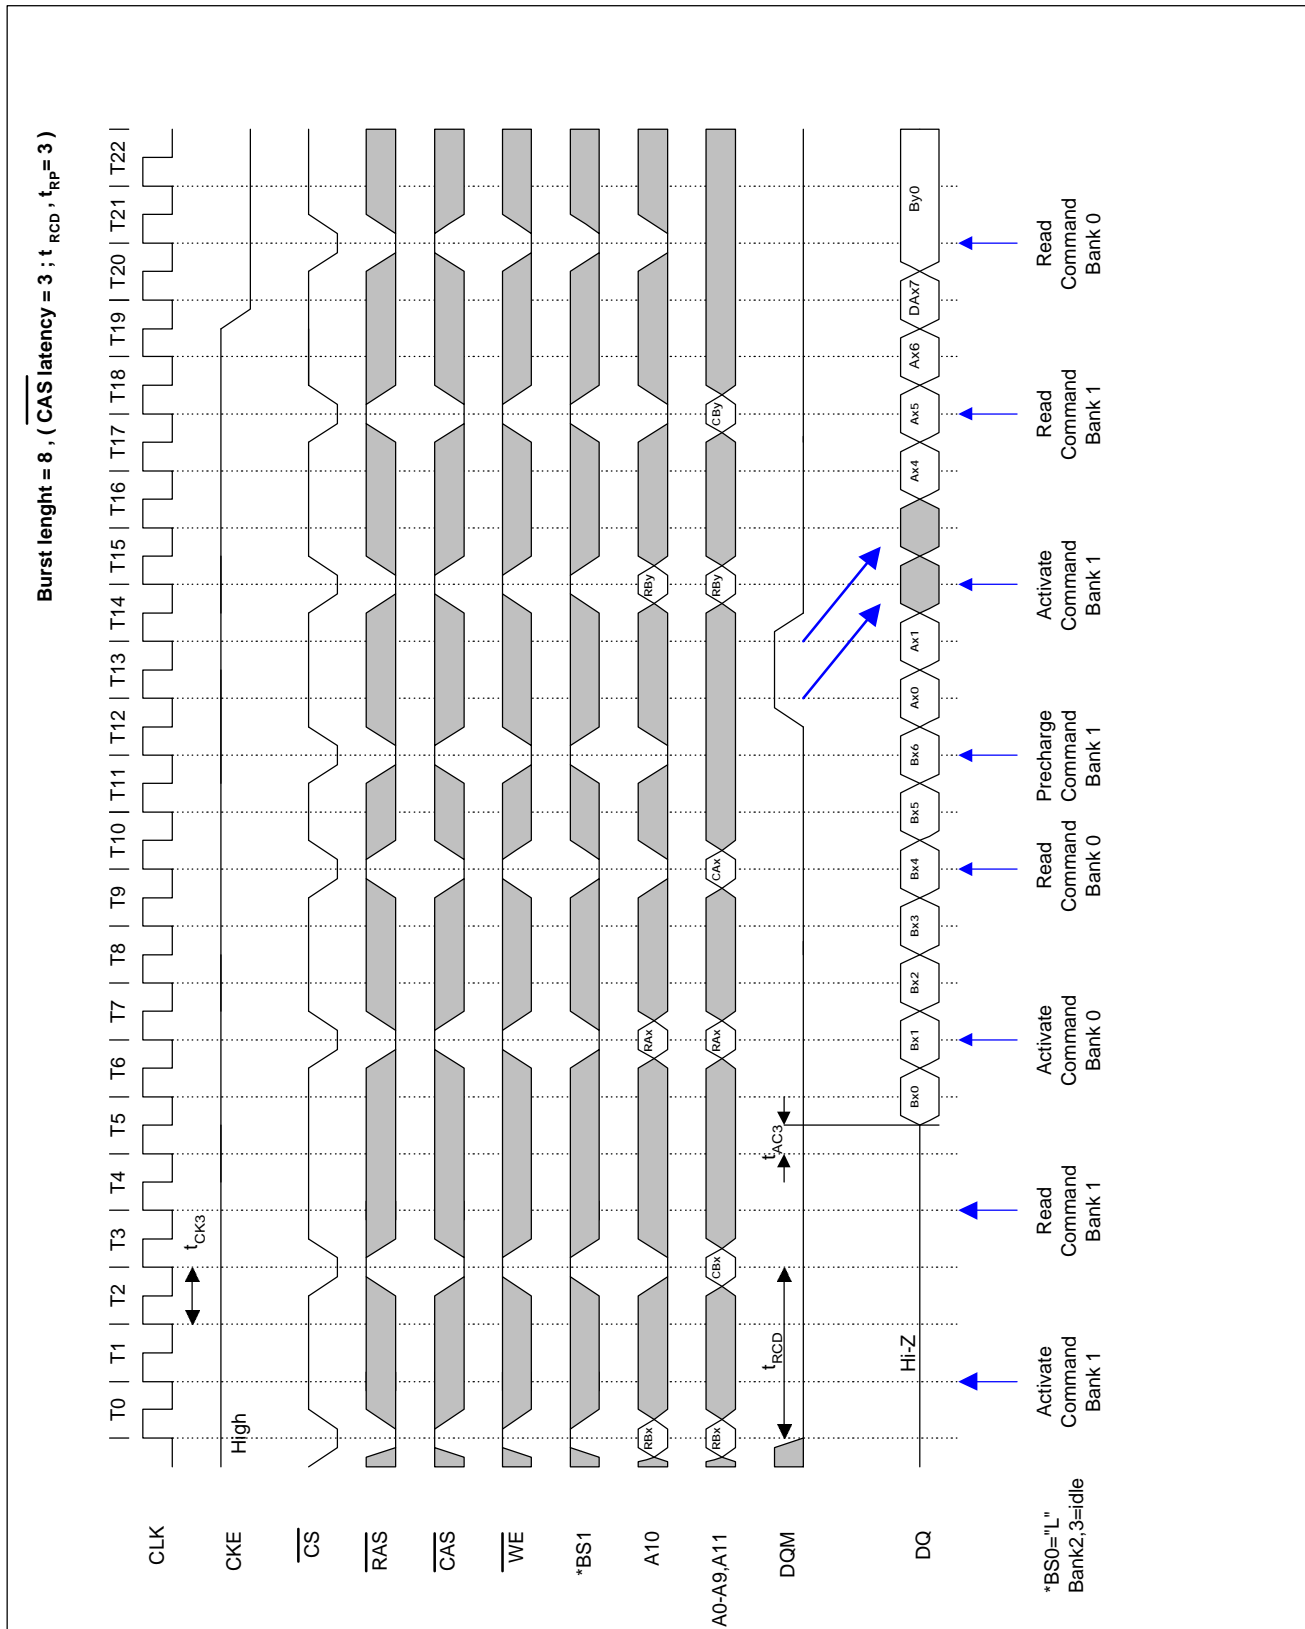 Burst lenght = 8 , ( CAS latency = 3 ; t RCD , tRP= 3 )
T0 T1 T2 T3 T4 T5 T6 T7 T8 T9 T10 T11 T12 T13 T14 T15 T16 T17 T18 T19 T20 T21 T22
CLK
tCK3
CKE
High
CS
RAS
CAS
WE
*BS1
A10
RBx RAx RBy
A0-A9,A11
RBx CBx RAx CAx RBy CBy
DQM
tRCD
tAC3
DQ
Hi-Z
Bx0 Bx1 Bx2 Bx3 Bx4 Bx5 Bx6 Ax0 Ax1 Ax4 Ax5 Ax6 DAx7 By0
Activate
Command
Bank 1
Read
Command
Bank 1
Activate
Command
Bank 0
Read
Command
Bank 0
Precharge
Command
Bank 1
Activate
Command
Bank 1
Read
Command
Bank 1
Read
Command
Bank 0
*BS0="L"
Bank2,3=idle